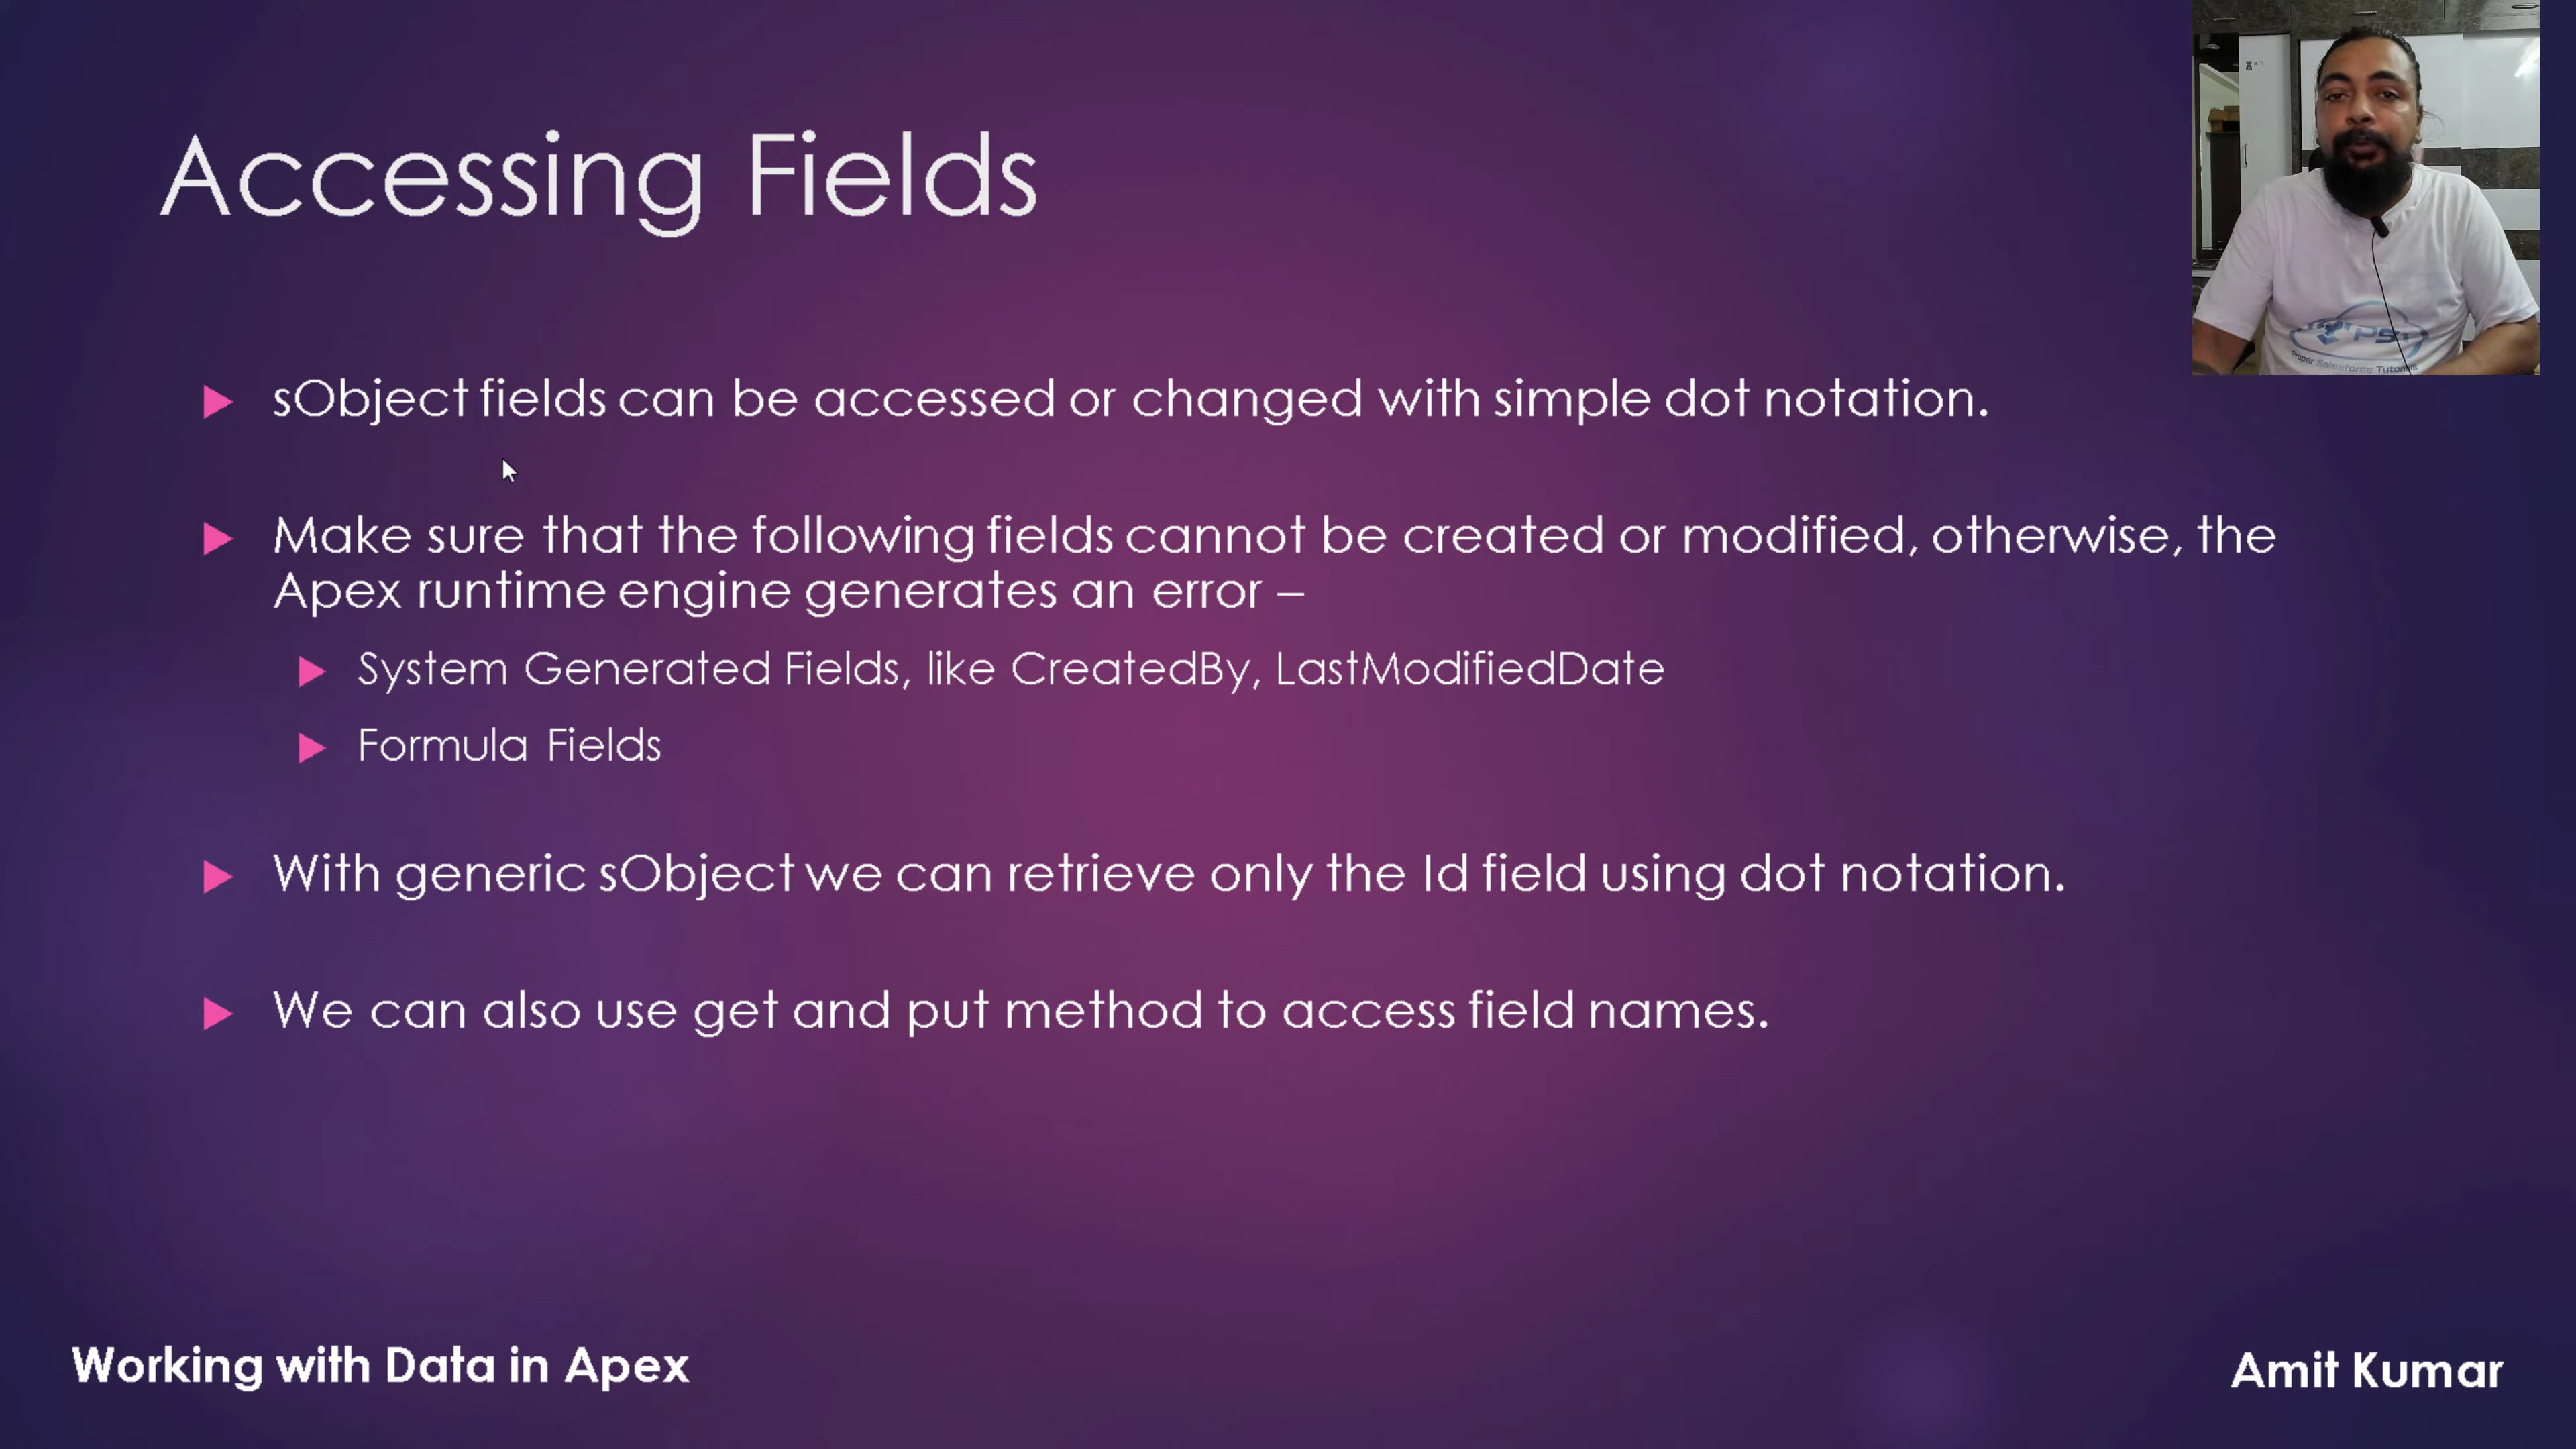 Accessing Fields
sObject fields can be accessed or changed with simple dot notation.
Make sure that the following fields cannot be created or modified, otherwise, the
Apex runtime engine generates an error –
System Generated Fields, like CreatedBy, LastModifiedDate
Formula Fields
With generic sObject we can retrieve only the Id field using dot notation.
We can also use get and put method to access field names.
Working with Data in Apex
Amit Kumar
PS
Salesforce